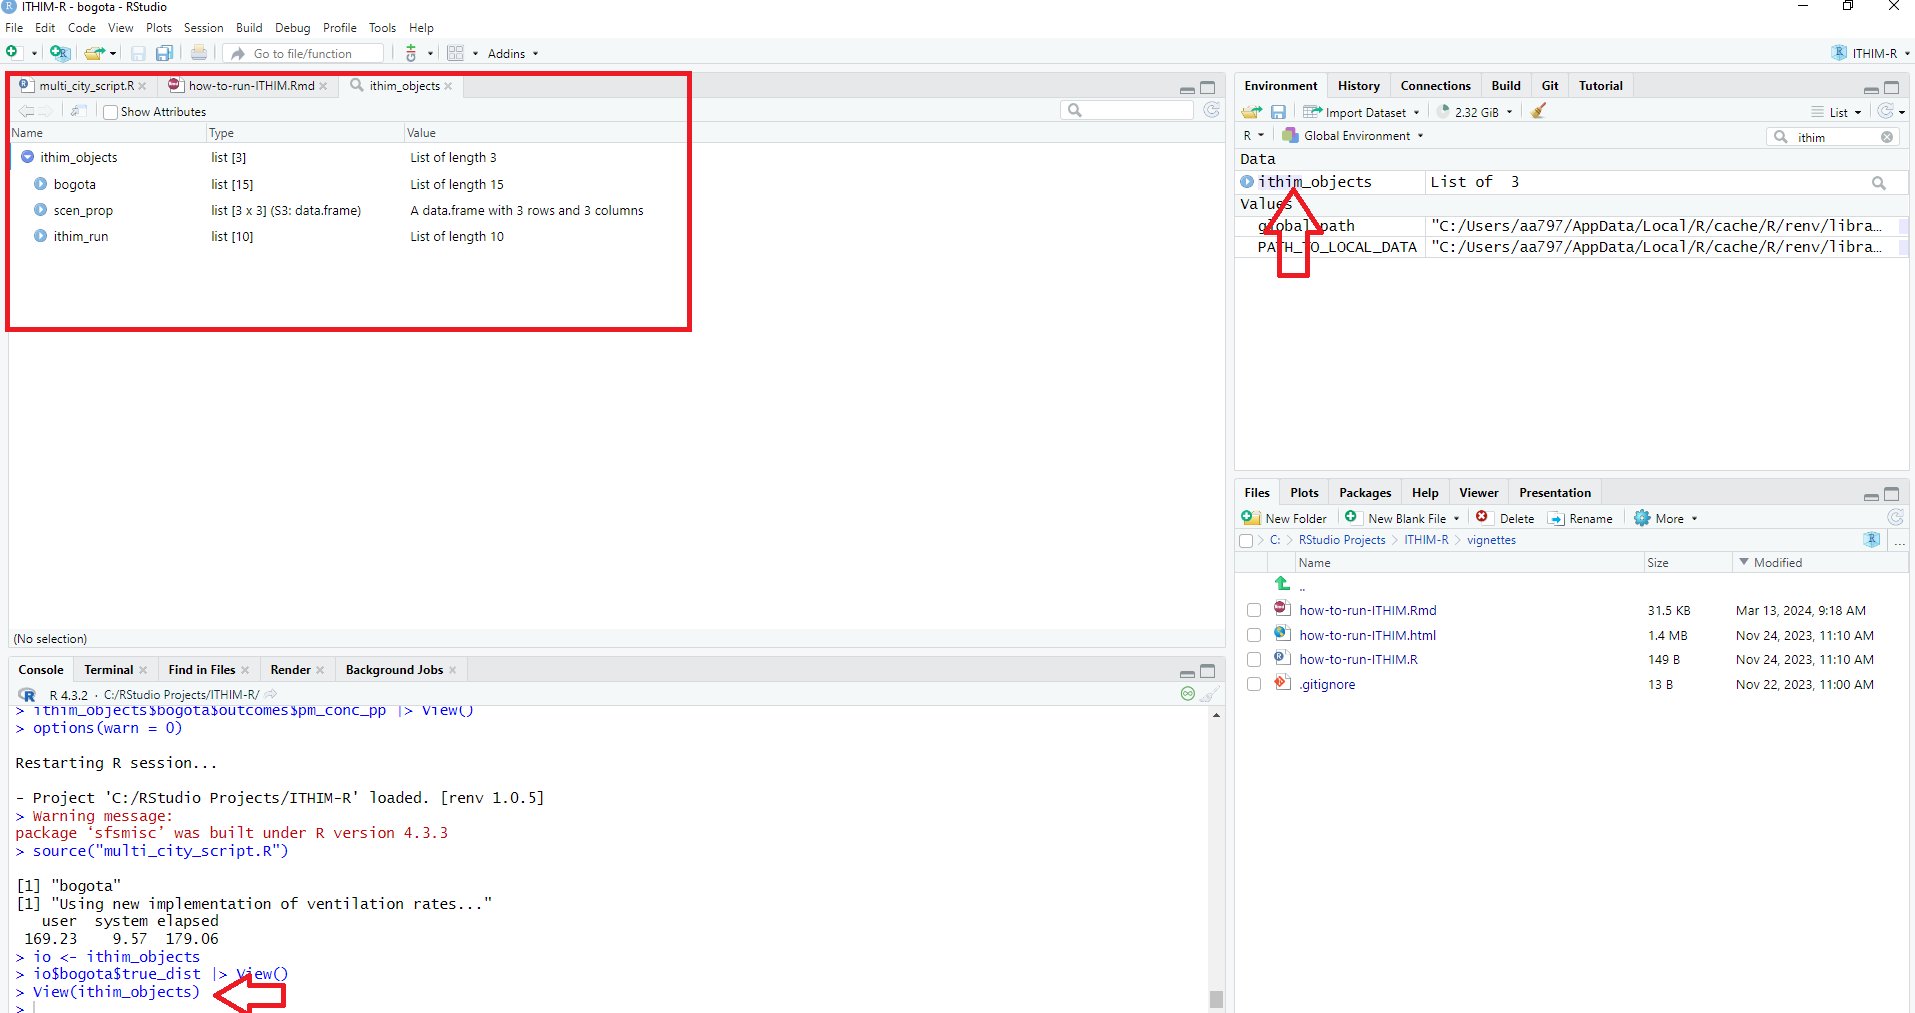 ITHIM-R - bogota - RStudio
File Edit Code View Plots Session Build Debug Profile Tools Help
Go to file/function Addins ITHIM-R
multi_city_script.R how-to-run-ITHIM.Rmd ithim_objects
Show Attributes
Name Type Value
ithim_objects list [3] List of length 3
bogota list [15] List of length 15
scen_prop list [3 x 3] (S3: data.frame) A data.frame with 3 rows and 3 columns
ithim_run list [10] List of length 10
(No selection)
Console Terminal Find in Files Render Background Jobs
R 4.3.2 · C:/RStudio Projects/ITHIM-R/
> ithim_objects$bogota$outcomes$pm_conc_pp |> View()
> options(warn = 0)
Restarting R session...
- Project 'C:/RStudio Projects/ITHIM-R' loaded. [renv 1.0.5]
> Warning message:
package ‘sfsmisc’ was built under R version 4.3.3
> source("multi_city_script.R")
[1] "bogota"
[1] "Using new implementation of ventilation rates..."
user system elapsed
169.23 9.57 179.06
> io <- ithim_objects
> io$bogota$true_dist |> View()
> View(ithim_objects)
>
Environment History Connections Build Git Tutorial
Import Dataset 2.32 GiB List
R Global Environment ithim
Data
ithim_objects List of 3
Values
global_path "C:/Users/aa797/AppData/Local/R/cache/R/renv/libra…
PATH_TO_LOCAL_DATA "C:/Users/aa797/AppData/Local/R/cache/R/renv/libra…
Files Plots Packages Help Viewer Presentation
New Folder New Blank File Delete Rename More
C: RStudio Projects ITHIM-R vignettes ...
Name Size Modified
..
how-to-run-ITHIM.Rmd 31.5 KB Mar 13, 2024, 9:18 AM
how-to-run-ITHIM.html 1.4 MB Nov 24, 2023, 11:10 AM
how-to-run-ITHIM.R 149 B Nov 24, 2023, 11:10 AM
.gitignore 13 B Nov 22, 2023, 11:00 AM